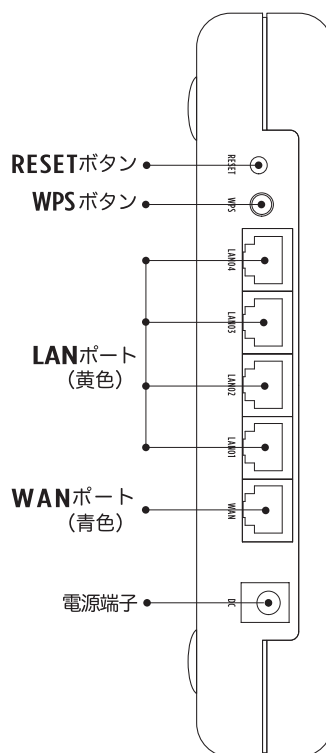 RESETボタン
RESET
WPSボタン
WPS
LAN04
LAN03
LANポート
（黄色）
LAN02
LAN01
WANポート
（青色）
WAN
電源端子
DC